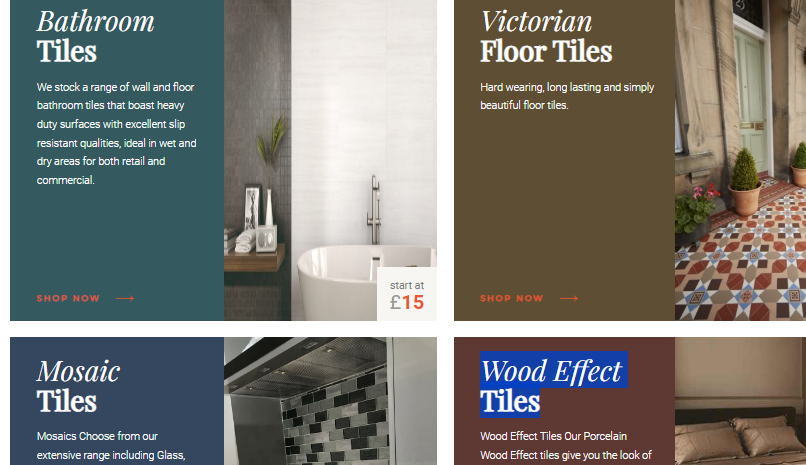 Bathroom
Tiles
We stock a range of wall and floor
bathroom tiles that boast heavy
duty surfaces with excellent slip
resistant qualities, ideal in wet and
dry areas for both retail and
commercial.
SHOP NOW
start at
£15
Victorian
Floor Tiles
Hard wearing, long lasting and simply
beautiful floor tiles.
SHOP NOW
Mosaic
Tiles
Mosaics Choose from our
extensive range including Glass,
Wood Effect
Tiles
Wood Effect Tiles Our Porcelain
Wood Effect tiles give you the look of